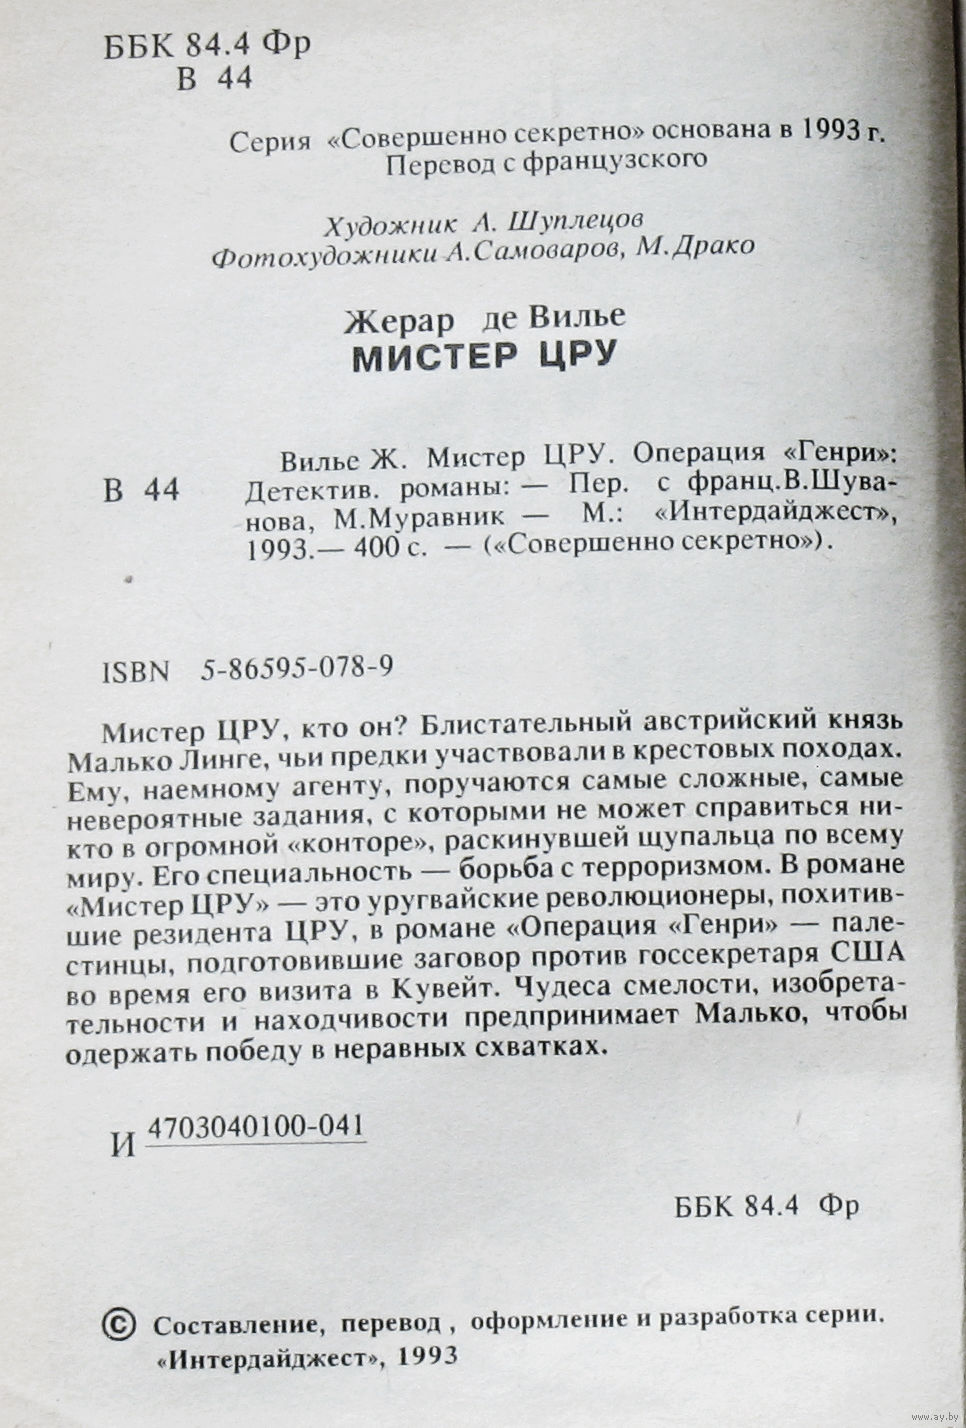 ББК 84.4 Фр
В 44
Серия «Совершенно секретно» основана в 1993 г.
Перевод с французского
Художник А. Шуплецов
Фотохудожники А.Самоваров, М.Драко
Жерар де Вилье
МИСТЕР ЦРУ
Вилье Ж. Мистер ЦРУ. Операция «Генри»:
В 44 Детектив. романы: — Пер. с франц.В.Шува-
нова, М.Муравник — М.: «Интердайджест»,
1993.— 400 с. — («Совершенно секретно»).
ISBN 5-86595-078-9
Мистер ЦРУ, кто он? Блистательный австрийский князь
Малько Линге, чьи предки участвовали в крестовых походах.
Ему, наемному агенту, поручаются самые сложные, самые
невероятные задания, с которыми не может справиться ни-
кто в огромной «конторе», раскинувшей щупальца по всему
миру. Его специальность — борьба с терроризмом. В романе
«Мистер ЦРУ» — это уругвайские революционеры, похитив-
шие резидента ЦРУ, в романе «Операция «Генри» — пале-
стинцы, подготовившие заговор против госсекретаря США
во время его визита в Кувейт. Чудеса смелости, изобрета-
тельности и находчивости предпринимает Малько, чтобы
одержать победу в неравных схватках.
И 4703040100-041
ББК 84.4 Фр
© Составление, перевод , оформление и разработка серии.
«Интердайджест», 1993
www.ay.by